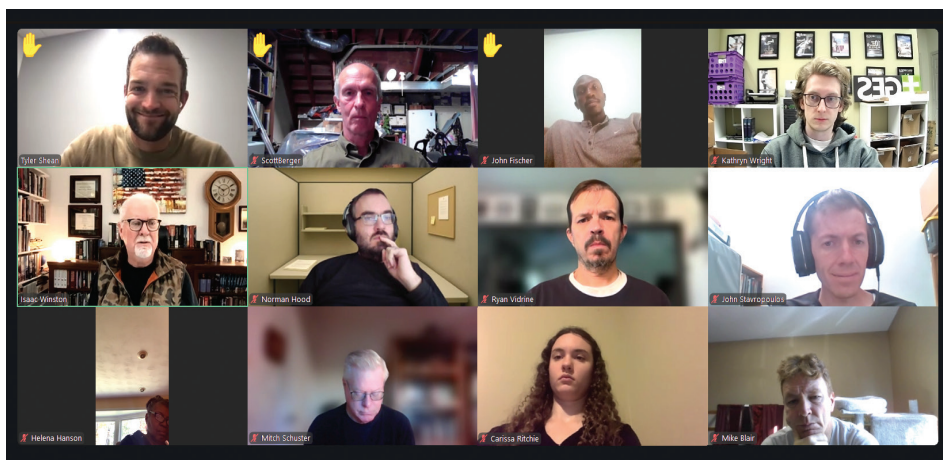 Tyler Shean
ScottBerger
John Fischer
Kathryn Wright
GES
Isaac Winston
Norman Hood
Ryan Vidrine
John Stavropoulos
Helena Hanson
Mitch Schuster
Carissa Ritchie
Mike Blair